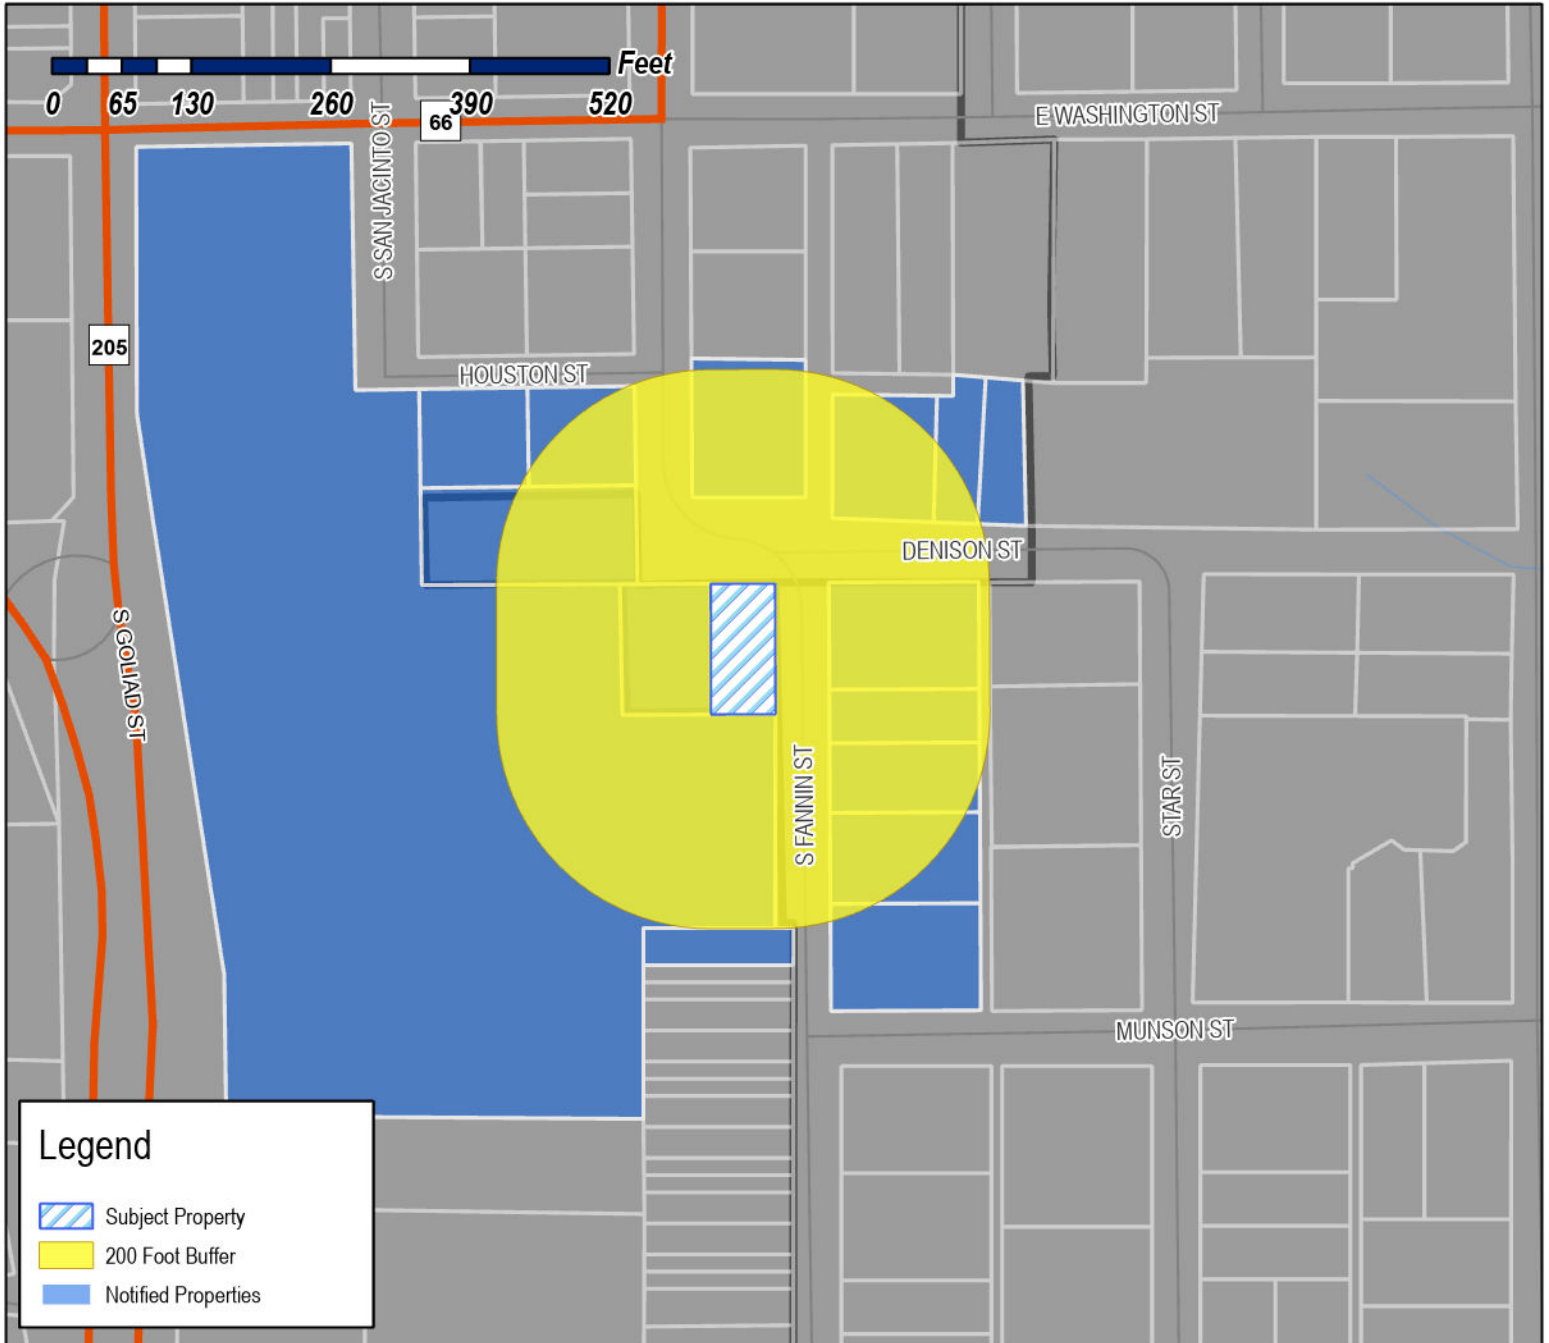 Feet
0 65 130 260 390 520
66
E WASHINGTON ST
S SAN JACINTO ST
205
HOUSTON ST
DENISON ST
S GOLIAD ST
S FANNIN ST
STAR ST
MUNSON ST
Legend
Subject Property
200 Foot Buffer
Notified Properties